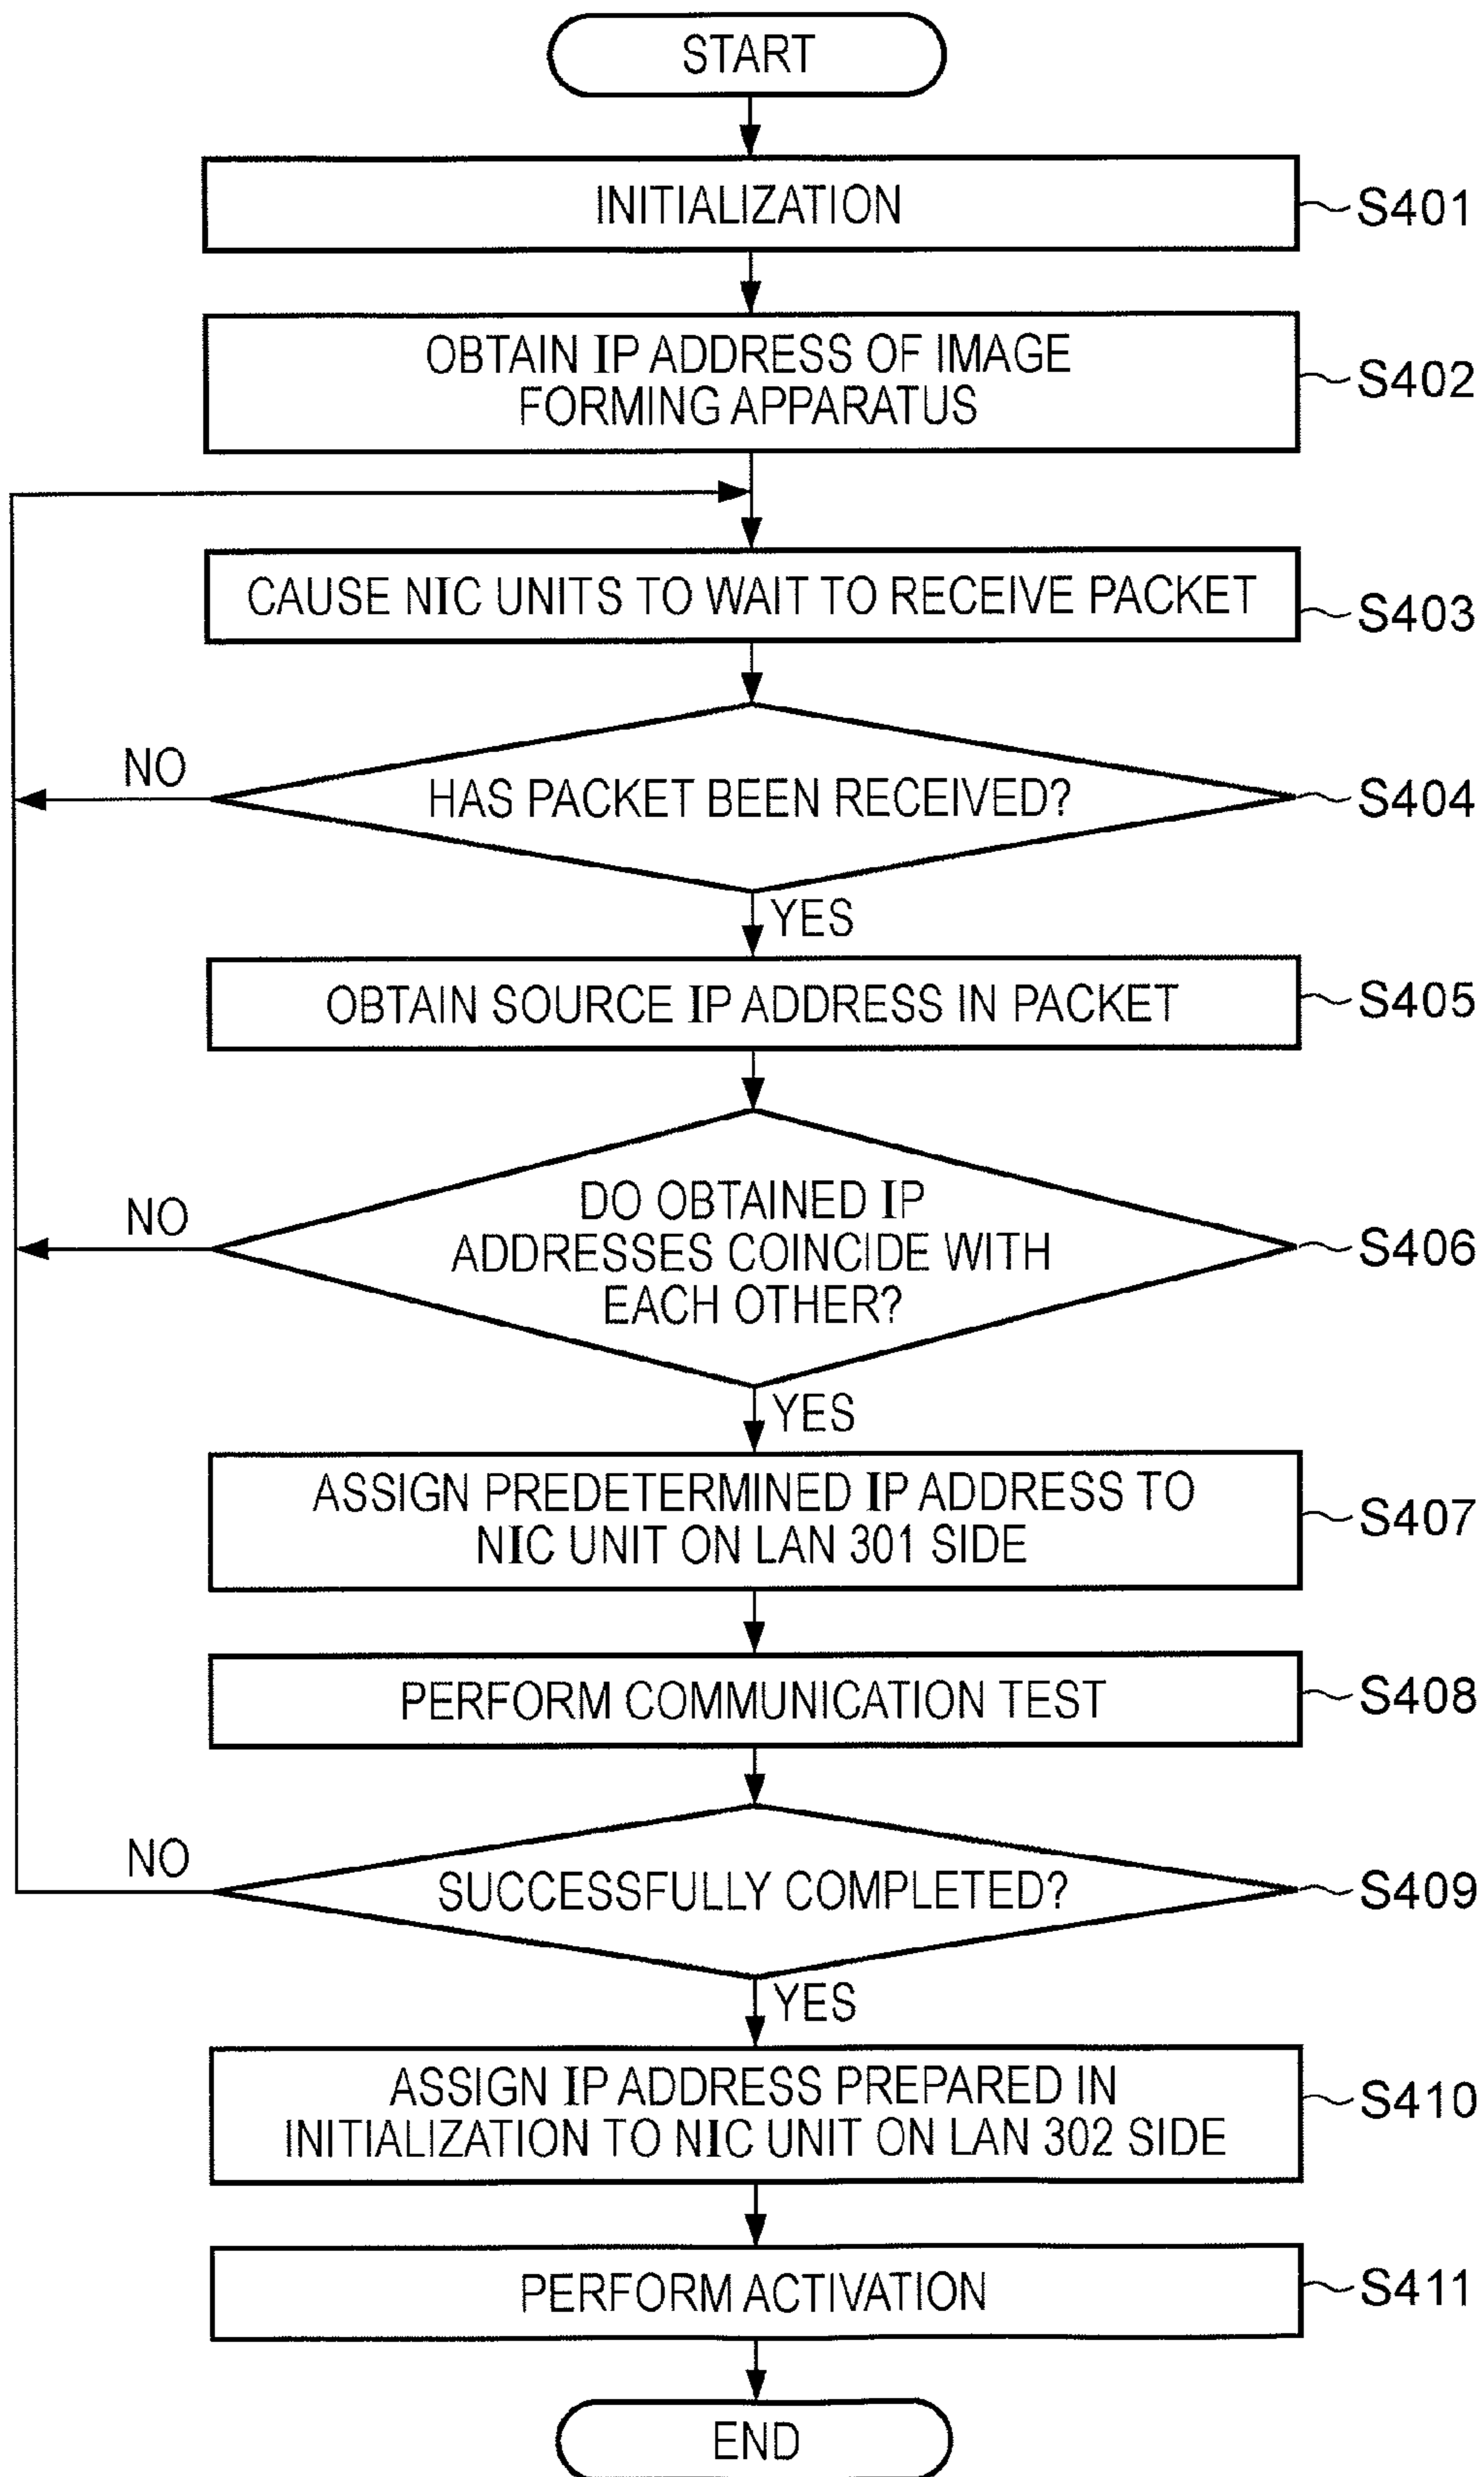 START
INITIALIZATION
S401
OBTAIN IP ADDRESS OF IMAGE
FORMING APPARATUS
S402
CAUSE NIC UNITS TO WAIT TO RECEIVE PACKET
S403
NO
HAS PACKET BEEN RECEIVED?
S404
YES
OBTAIN SOURCE IP ADDRESS IN PACKET
S405
NO
DO OBTAINED IP
ADDRESSES COINCIDE WITH
EACH OTHER?
S406
YES
ASSIGN PREDETERMINED IP ADDRESS TO
NIC UNIT ON LAN 301 SIDE
S407
PERFORM COMMUNICATION TEST
S408
NO
SUCCESSFULLY COMPLETED?
S409
YES
ASSIGN IP ADDRESS PREPARED IN
INITIALIZATION TO NIC UNIT ON LAN 302 SIDE
S410
PERFORM ACTIVATION
S411
END